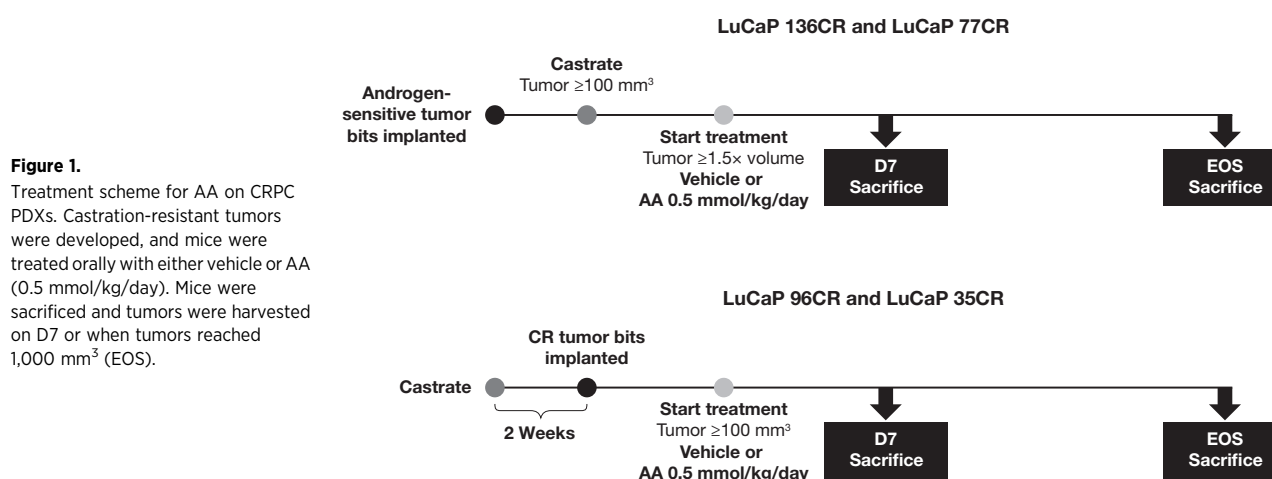 Figure 1.
Treatment scheme for AA on CRPC
PDXs. Castration-resistant tumors
were developed, and mice were
treated orally with either vehicle or AA
(0.5 mmol/kg/day). Mice were
sacrificed and tumors were harvested
on D7 or when tumors reached
1,000 mm³ (EOS).
LuCaP 136CR and LuCaP 77CR
Androgen-
sensitive tumor
bits implanted
Castrate
Tumor ≥100 mm³
Start treatment
Tumor ≥1.5× volume
Vehicle or
AA 0.5 mmol/kg/day
D7
Sacrifice
EOS
Sacrifice
LuCaP 96CR and LuCaP 35CR
Castrate
2 Weeks
CR tumor bits
implanted
Start treatment
Tumor ≥100 mm³
Vehicle or
AA 0.5 mmol/kg/day
D7
Sacrifice
EOS
Sacrifice